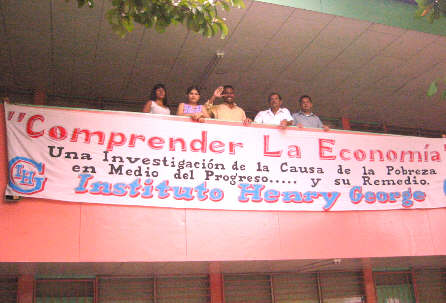 "Comprender La Economía"
Una Investigación de la Causa de la Pobreza
en Medio del Progreso..... y su Remedio.
Instituto Henry George
IHG